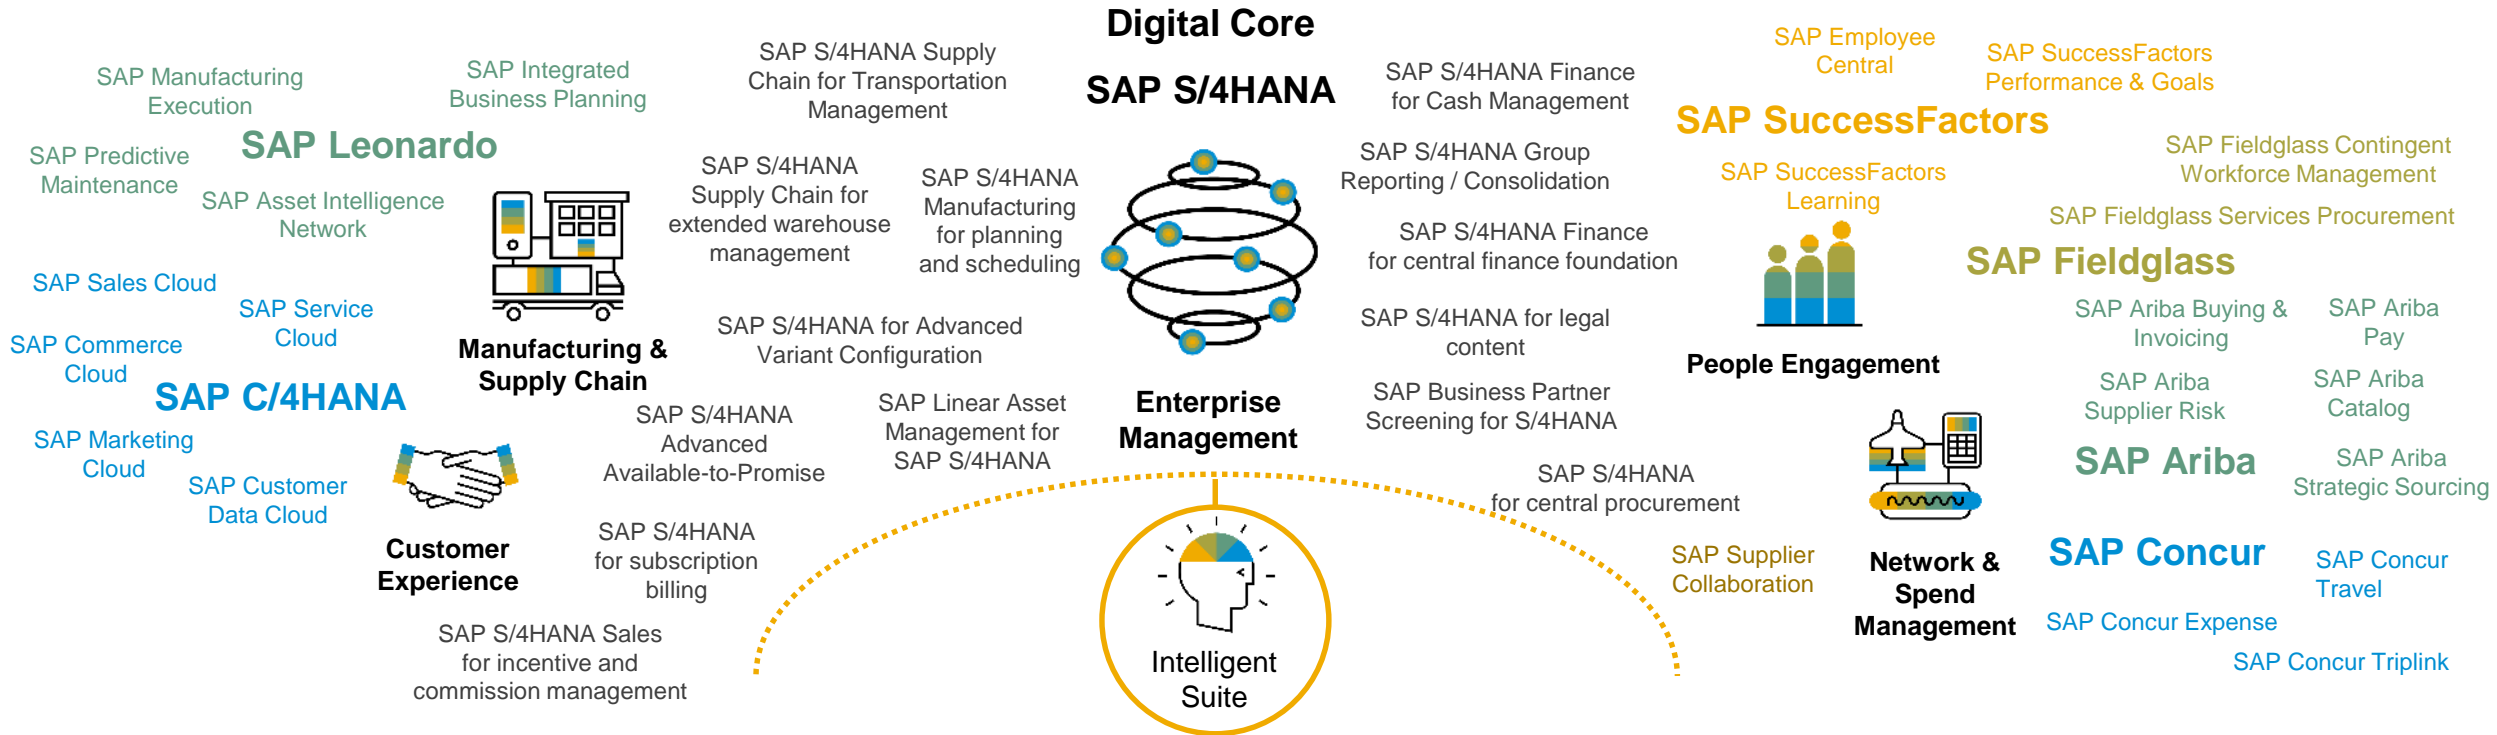 Digital Core
SAP S/4HANA
SAP Manufacturing
Execution
SAP Integrated
Business Planning
SAP Leonardo
SAP Predictive
Maintenance
SAP Asset Intelligence
Network
SAP Sales Cloud
SAP Service
Cloud
SAP Commerce
Cloud
SAP C/4HANA
SAP Marketing
Cloud
SAP Customer
Data Cloud
Manufacturing &
Supply Chain
Customer
Experience
SAP S/4HANA Supply
Chain for Transportation
Management
SAP S/4HANA
Supply Chain for
extended warehouse
management
SAP S/4HANA
Manufacturing
for planning
and scheduling
SAP S/4HANA for Advanced
Variant Configuration
SAP S/4HANA
Advanced
Available-to-Promise
SAP Linear Asset
Management for
SAP S/4HANA
SAP S/4HANA
for subscription
billing
SAP S/4HANA Sales
for incentive and
commission management
Enterprise
Management
Intelligent
Suite
SAP S/4HANA Finance
for Cash Management
SAP S/4HANA Group
Reporting / Consolidation
SAP S/4HANA Finance
for central finance foundation
SAP S/4HANA for legal
content
SAP Business Partner
Screening for S/4HANA
SAP S/4HANA
for central procurement
SAP Employee
Central
SAP SuccessFactors
Performance & Goals
SAP SuccessFactors
SAP SuccessFactors
Learning
SAP Fieldglass Contingent
Workforce Management
SAP Fieldglass Services Procurement
SAP Fieldglass
People Engagement
SAP Ariba Buying &
Invoicing
SAP Ariba
Pay
SAP Ariba
Supplier Risk
SAP Ariba
Catalog
SAP Ariba
SAP Ariba
Strategic Sourcing
SAP Supplier
Collaboration
Network &
Spend
Management
SAP Concur
SAP Concur
Travel
SAP Concur Expense
SAP Concur Triplink